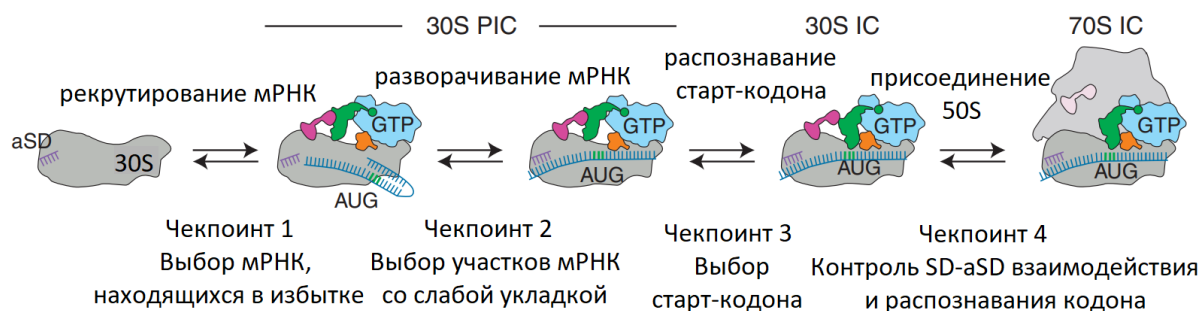 30S PIC
30S IC
70S IC
рекрутирование мРНК
разворачивание мРНК
распознавание
старт-кодона
присоединение
50S
aSD
30S
GTP
AUG
GTP
AUG
GTP
AUG
GTP
AUG
Чекпоинт 1
Выбор мРНК,
находящихся в избытке
Чекпоинт 2
Выбор участков мРНК
со слабой укладкой
Чекпоинт 3
Выбор
старт-кодона
Чекпоинт 4
Контроль SD-aSD взаимодействия
и распознавания кодона